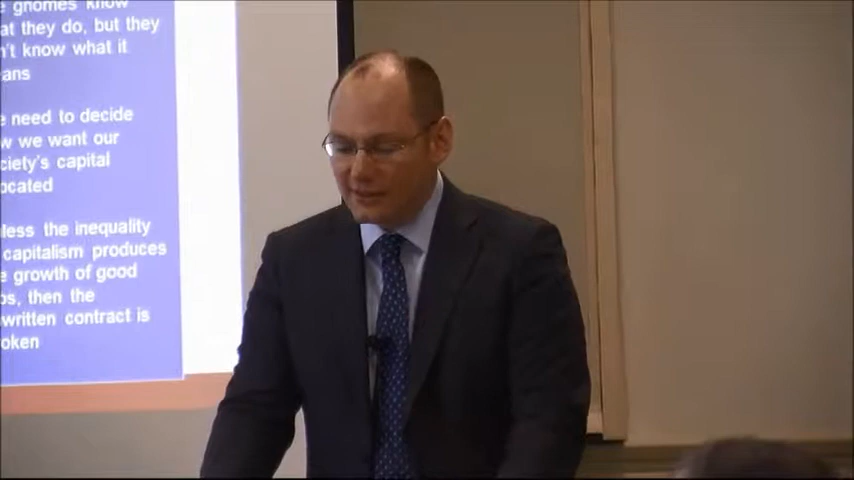 e gnomes know
at they do, but they
n't know what it
ans
e need to decide
w we want our
ciety's capital
ocated
less the inequality
capitalism produces
e growth of good
os, then the
written contract is
oken